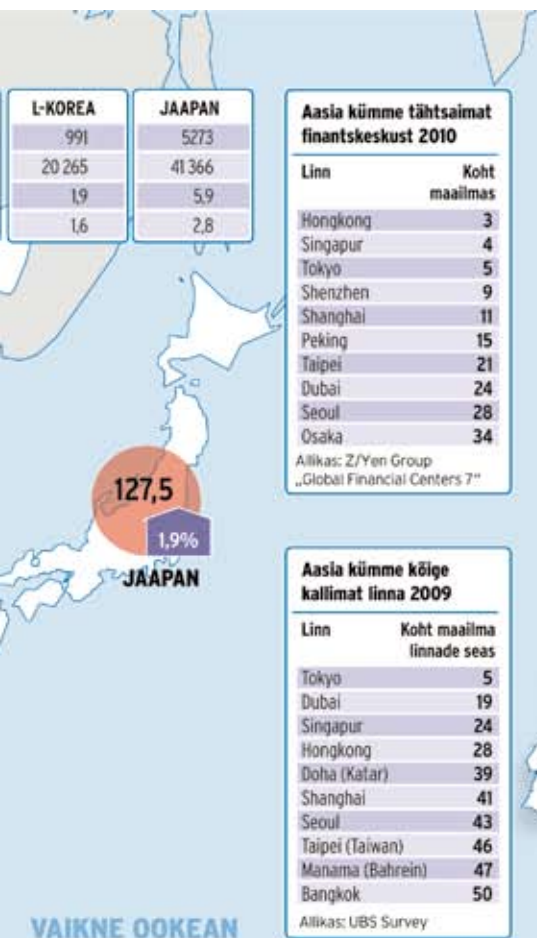 L-KOREA
991
20 265
1,9
1,6
JAAPAN
5273
41 366
5,9
2,8
Aasia kümme tähtsaimat
finantskeskust 2010
Linn Koht
maailmas
Hongkong 3
Singapur 4
Tokyo 5
Shenzhen 9
Shanghai 11
Peking 15
Taipei 21
Dubai 24
Seoul 28
Osaka 34
Allikas: Z/Yen Group
„Global Financial Centers 7“
127,5
1,9%
JAAPAN
Aasia kümme kõige
kallimat linna 2009
Linn Koht maailma
linnade seas
Tokyo 5
Dubai 19
Singapur 24
Hongkong 28
Doha (Katar) 39
Shanghai 41
Seoul 43
Taipei (Taiwan) 46
Manama (Bahrein) 47
Bangkok 50
Allikas: UBS Survey
VAIKNE OOKEAN